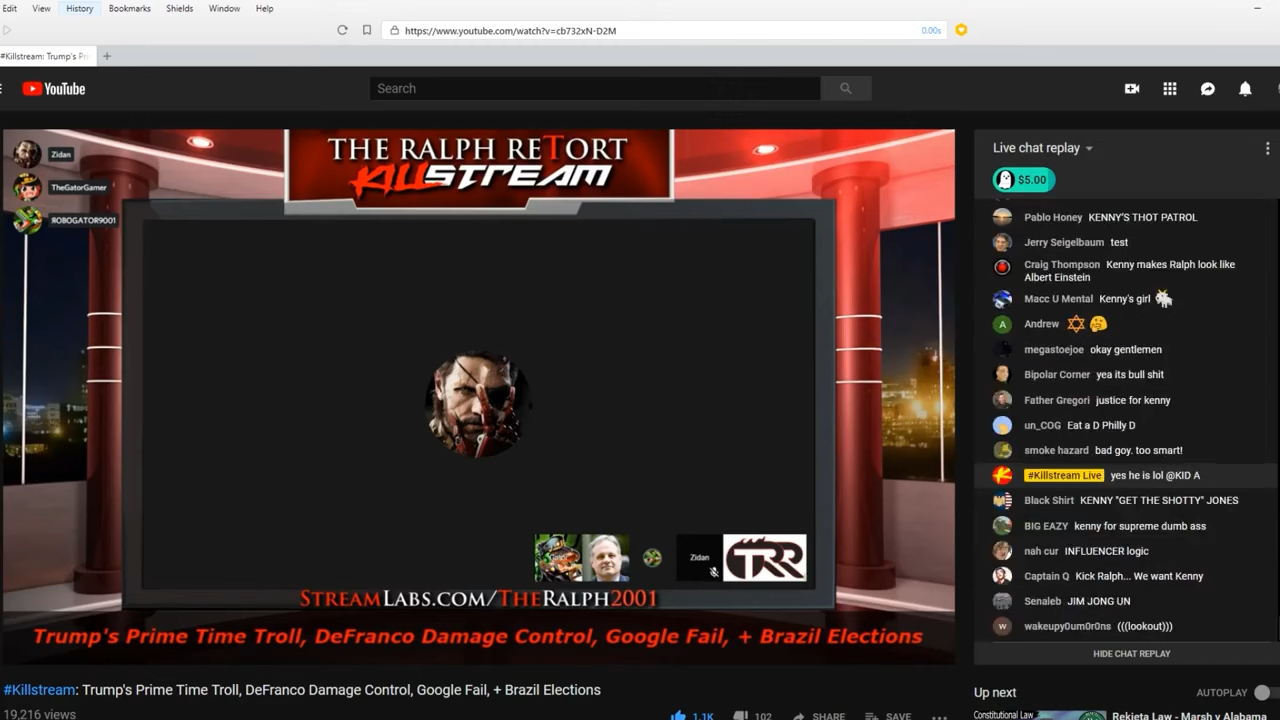 Edit View History Bookmarks Shields Window Help
https://www.youtube.com/watch?v=cb732xN-D2M 0.00s
#Killstream: Trump's Pri
YouTube
Search
Zidan
TheGatorGamer
ЯOBOGATOR9001
THE RALPH RETORT
KILLSTREAM
Zidan
TRR
STREAMLABS.COM/THERALPH2001
Trump's Prime Time Troll, DeFranco Damage Control, Google Fail, + Brazil Elections
#Killstream: Trump's Prime Time Troll, DeFranco Damage Control, Google Fail, + Brazil Elections
19,216 views
1.1K 102 SHARE SAVE
Live chat replay
$5.00
Pablo Honey KENNY'S THOT PATROL
Jerry Seigelbaum test
Craig Thompson Kenny makes Ralph look like
Albert Einstein
Macc U Mental Kenny's girl
A Andrew
megastoejoe okay gentlemen
Bipolar Corner yea its bull shit
Father Gregori justice for kenny
un_COG Eat a D Philly D
smoke hazard bad goy. too smart!
#Killstream Live yes he is lol @KID A
Black Shirt KENNY "GET THE SHOTTY" JONES
BIG EAZY kenny for supreme dumb ass
nah cur INFLUENCER logic
Captain Q Kick Ralph... We want Kenny
Senaleb JIM JONG UN
w wakeupy0um0r0ns (((lookout)))
HIDE CHAT REPLAY
Up next AUTOPLAY
Constitutional Law
Rekieta Law - Marsh v Alabama